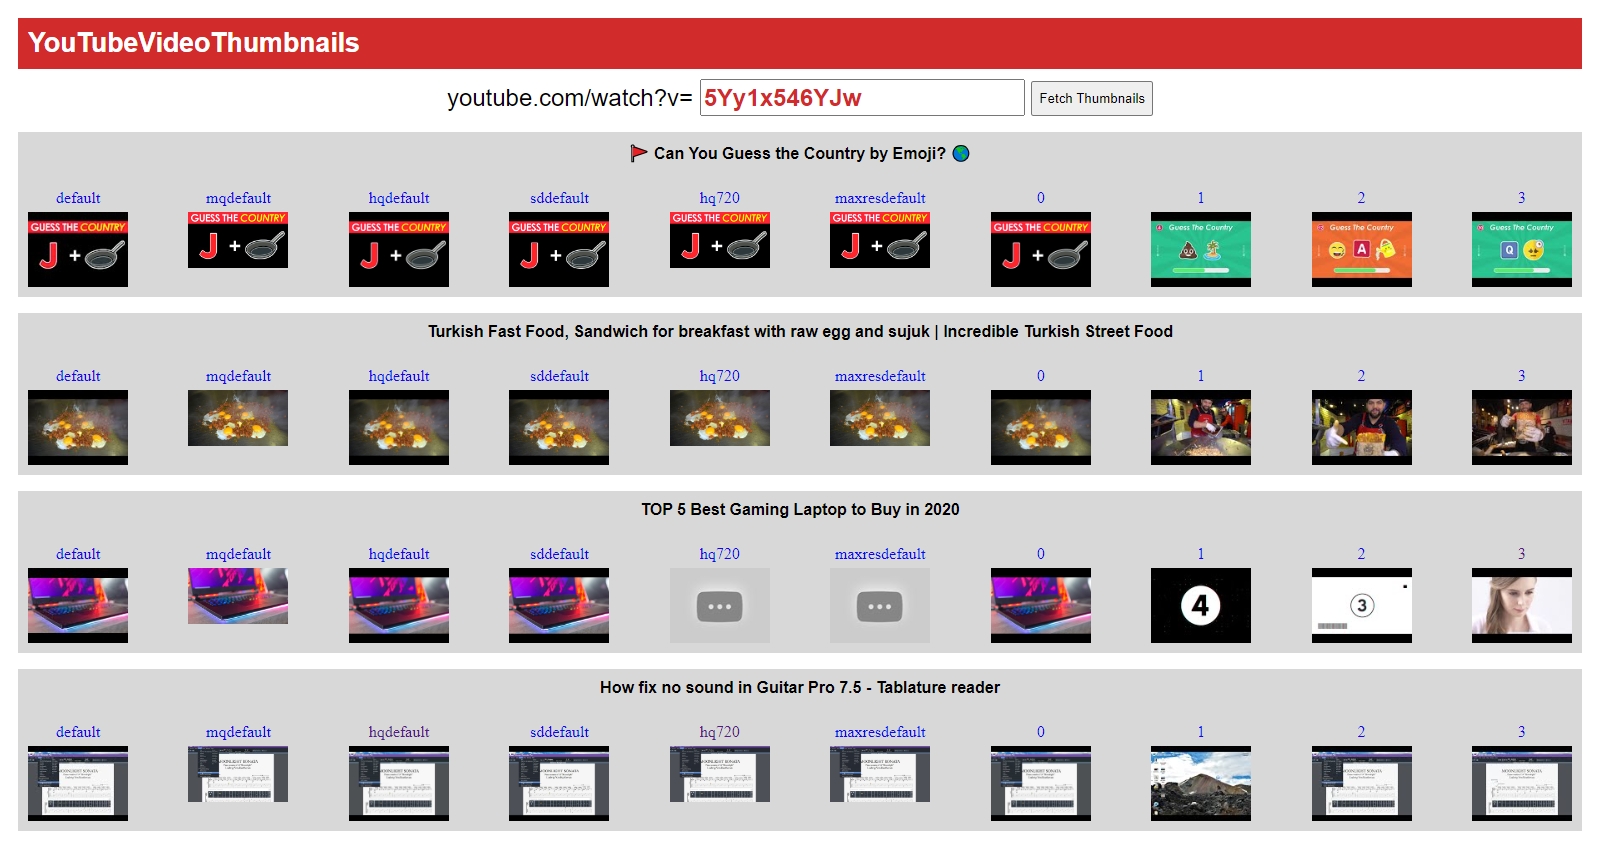 YouTubeVideoThumbnails
youtube.com/watch?v= 5Yy1x546YJw Fetch Thumbnails
🚩 Can You Guess the Country by Emoji? 🌎
default mqdefault hqdefault sddefault hq720 maxresdefault 0 1 2 3
GUESS THE COUNTRY GUESS THE COUNTRY GUESS THE COUNTRY GUESS THE COUNTRY GUESS THE COUNTRY GUESS THE COUNTRY GUESS THE COUNTRY Guess The Country Guess The Country Guess The Country
J + J + J + J + J + J + J + A Q
Turkish Fast Food, Sandwich for breakfast with raw egg and sujuk | Incredible Turkish Street Food
default mqdefault hqdefault sddefault hq720 maxresdefault 0 1 2 3
TOP 5 Best Gaming Laptop to Buy in 2020
default mqdefault hqdefault sddefault hq720 maxresdefault 0 1 2 3
4 3
How fix no sound in Guitar Pro 7.5 - Tablature reader
default mqdefault hqdefault sddefault hq720 maxresdefault 0 1 2 3
MOONLIGHT SONATA